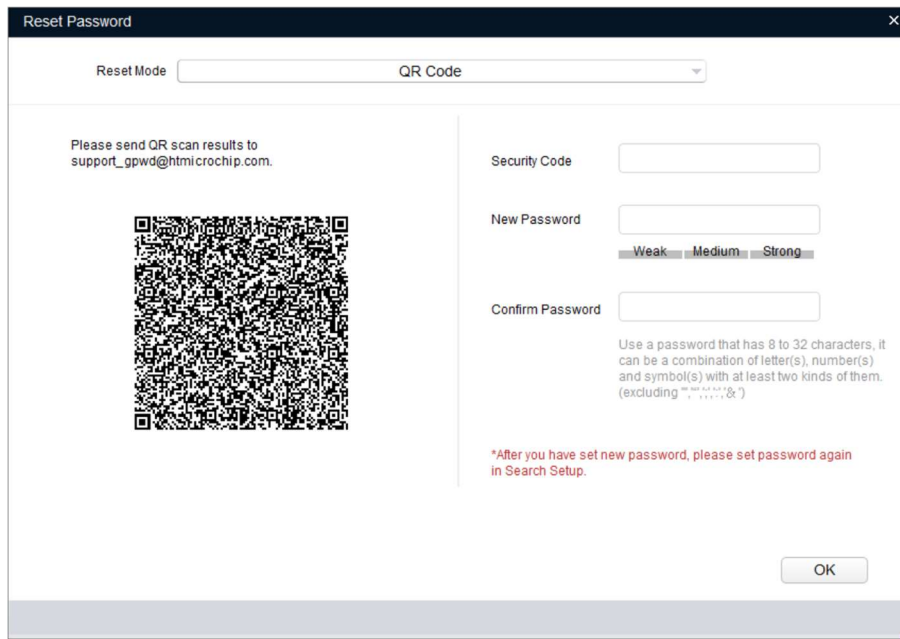 Reset Password
Reset Mode
QR Code
Please send QR scan results to
support_gpwd@htmicrochip.com.
Security Code
New Password
Weak Medium Strong
Confirm Password
Use a password that has 8 to 32 characters, it
can be a combination of letter(s), number(s)
and symbol(s) with at least two kinds of them.
(excluding
*After you have set new password, please set password again
in Search Setup.
OK